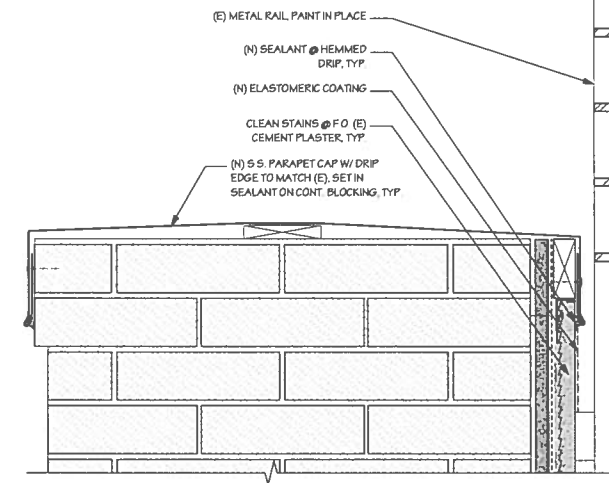 (E) METAL RAIL, PAINT IN PLACE
(N) SEALANT @ HEMMED
DRIP, TYP.
(N) ELASTOMERIC COATING
CLEAN STAINS @ F.O. (E)
CEMENT PLASTER, TYP.
(N) S.S. PARAPET CAP W/ DRIP
EDGE TO MATCH (E), SET IN
SEALANT ON CONT. BLOCKING, TYP.